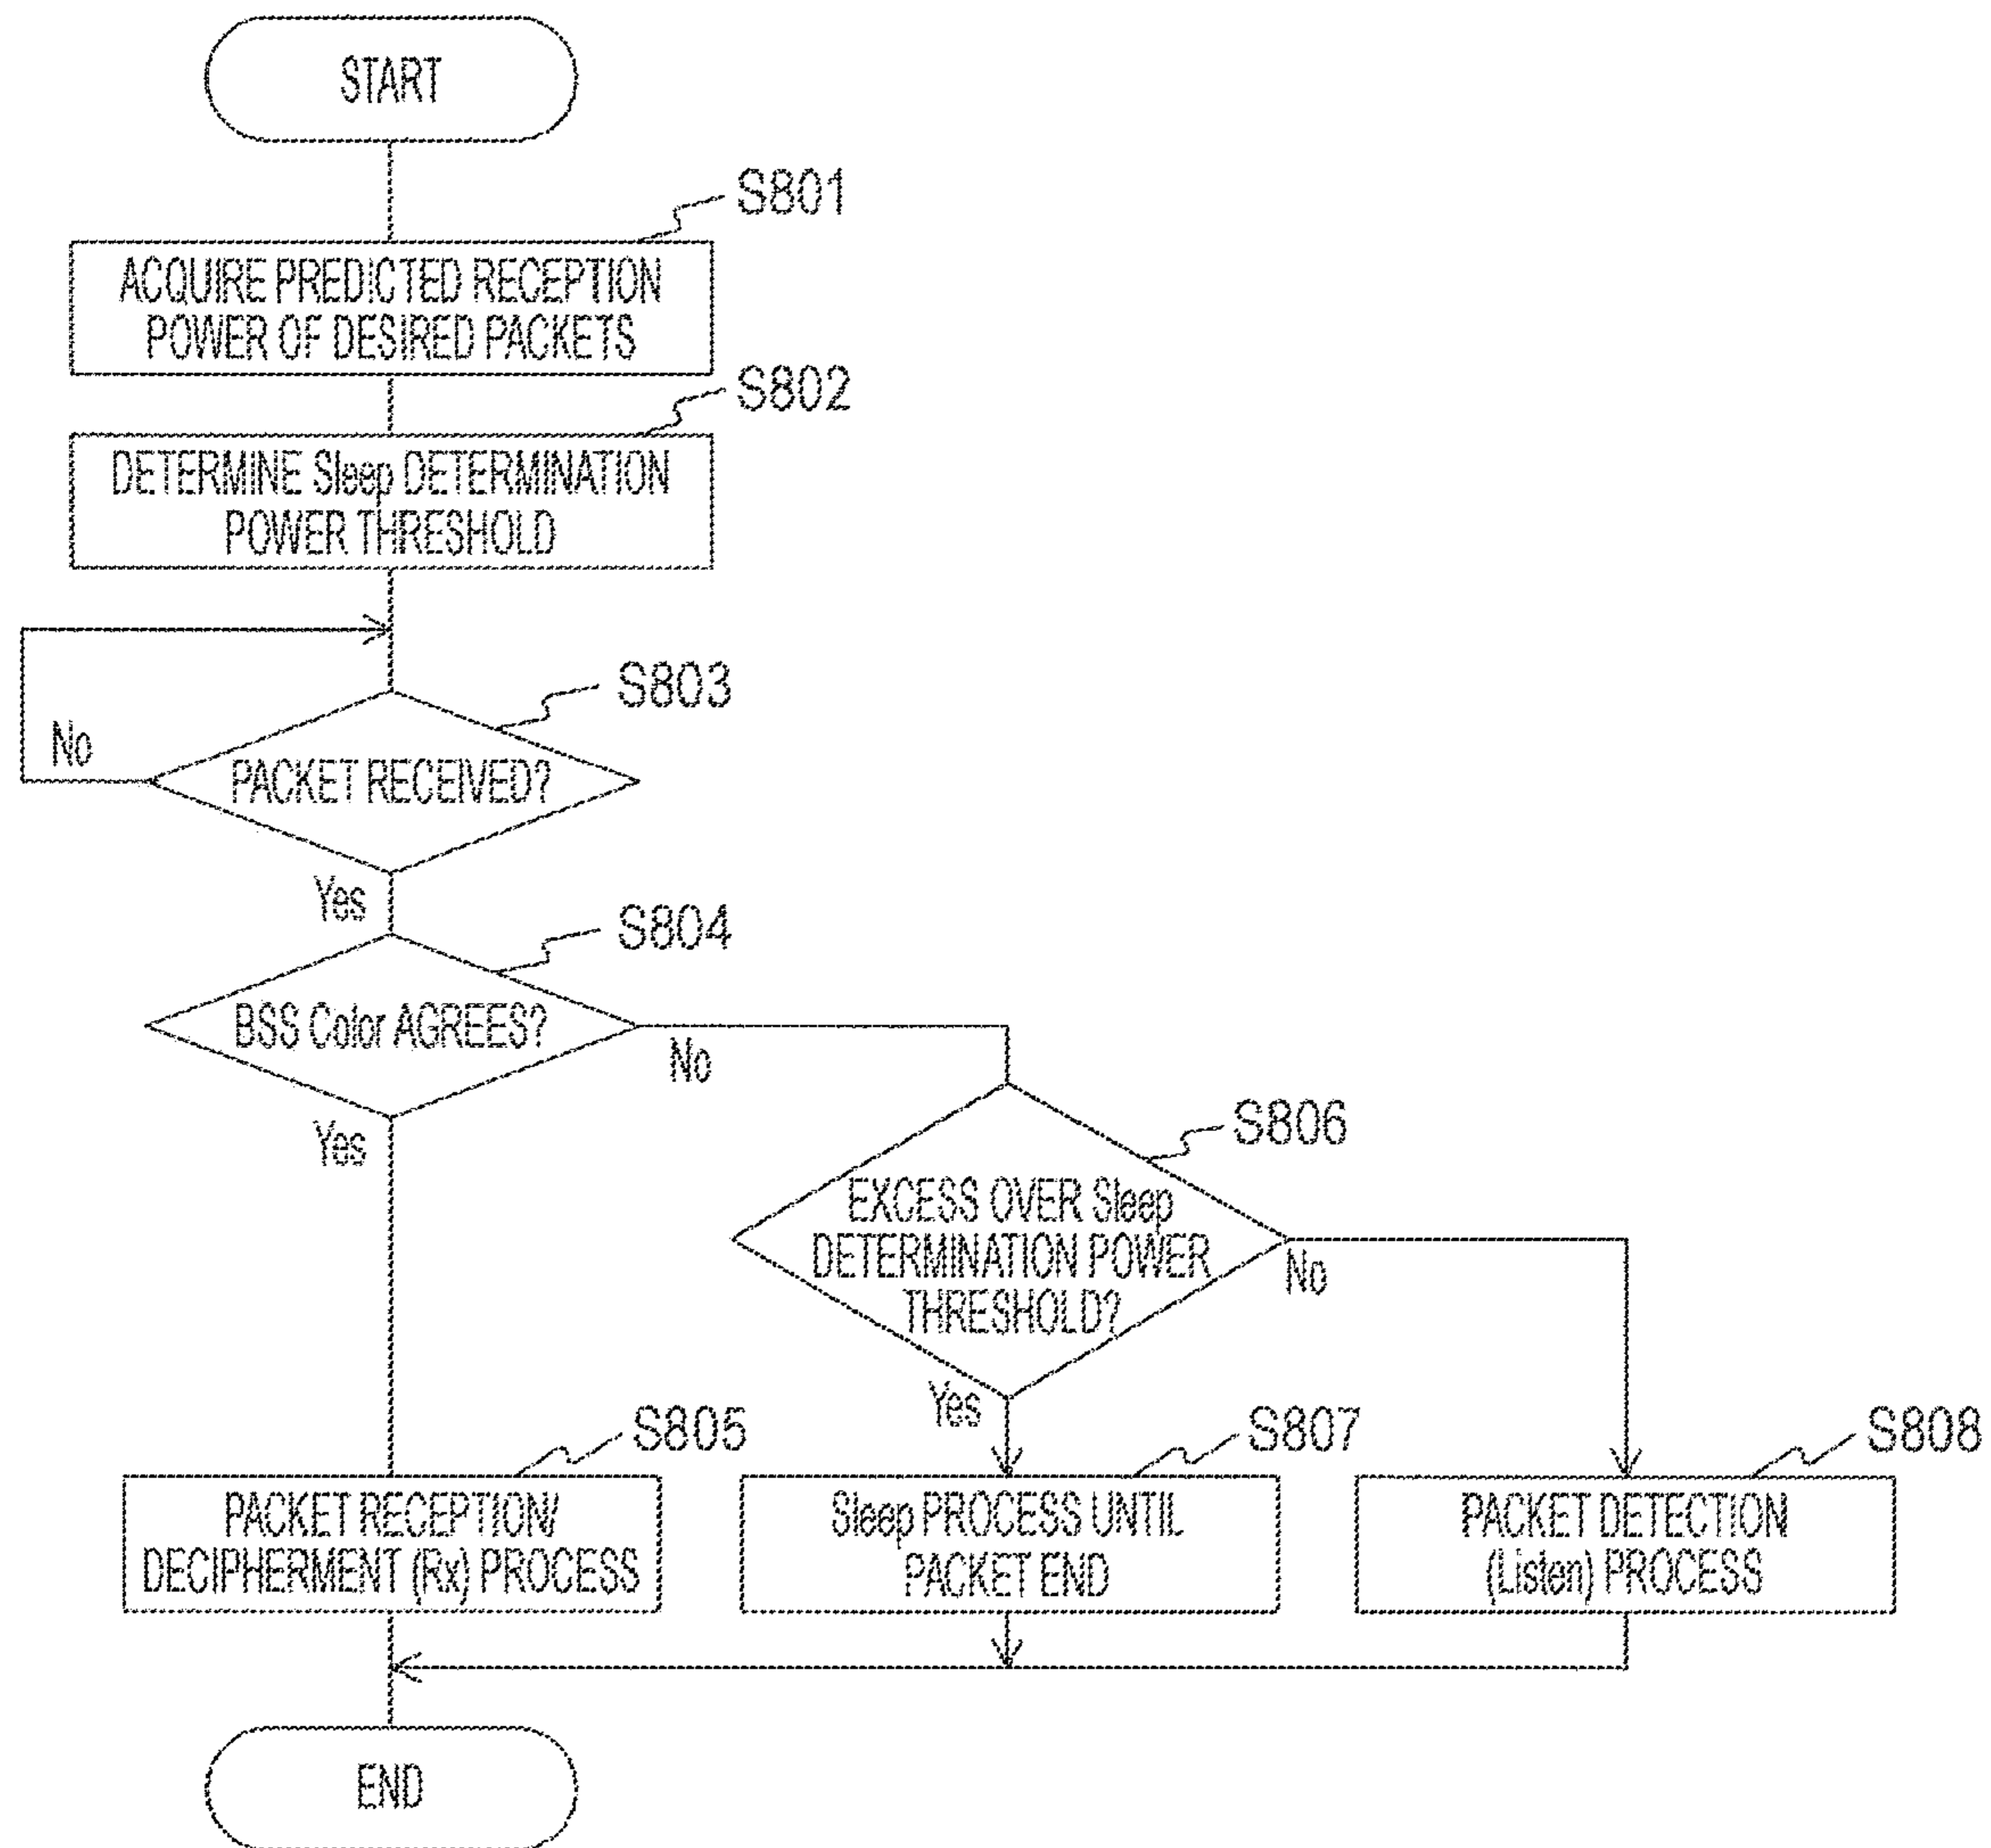 START
S801
ACQUIRE PREDICTED RECEPTION
POWER OF DESIRED PACKETS
S802
DETERMINE Sleep DETERMINATION
POWER THRESHOLD
S803
No
PACKET RECEIVED?
Yes
S804
BSS Color AGREES?
No
Yes
S806
EXCESS OVER Sleep
DETERMINATION POWER
THRESHOLD?
No
Yes
S805
PACKET RECEPTION/
DECIPHERMENT (Rx) PROCESS
S807
Sleep PROCESS UNTIL
PACKET END
S808
PACKET DETECTION
(Listen) PROCESS
END